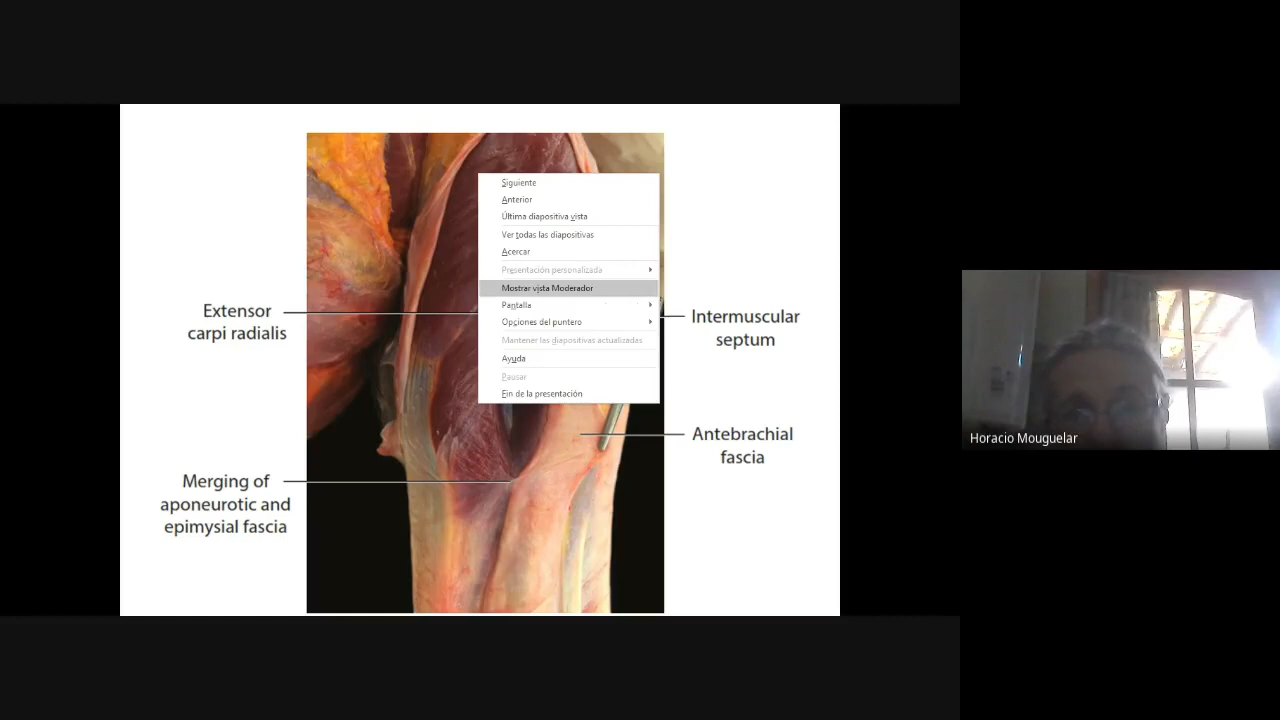 Siguiente
Anterior
Última diapositiva vista
Ver todas las diapositivas
Acercar
Presentación personalizada
Mostrar vista Moderador
Pantalla
Opciones del puntero
Mantener las diapositivas actualizadas
Ayuda
Pausar
Fin de la presentación
Extensor
carpi radialis
Intermuscular
septum
Antebrachial
fascia
Merging of
aponeurotic and
epimysial fascia
Horacio Mouguelar